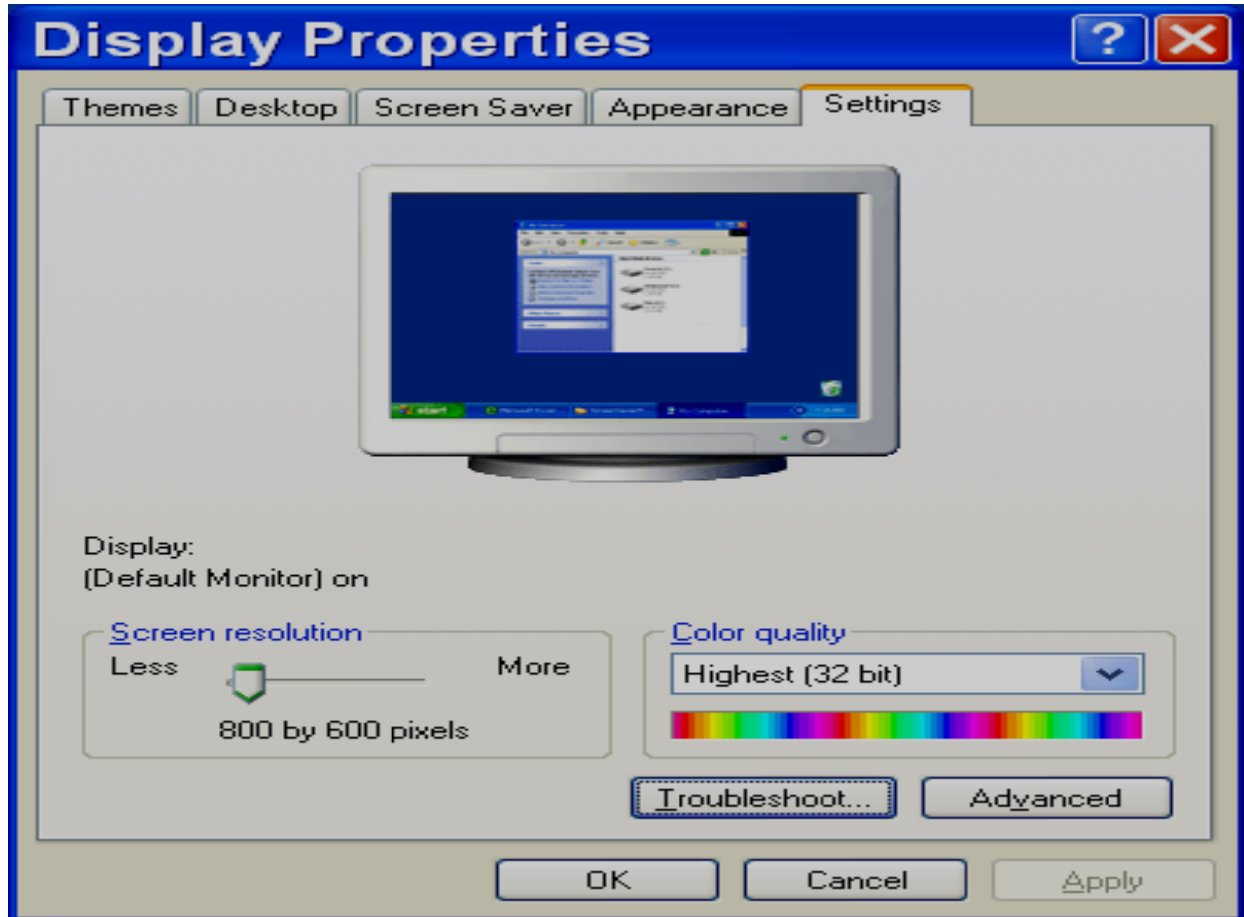 Display Properties
Themes Desktop Screen Saver Appearance Settings
start
Display:
(Default Monitor) on
Screen resolution
Less More
800 by 600 pixels
Color quality
Highest (32 bit)
Troubleshoot... Advanced
OK Cancel Apply